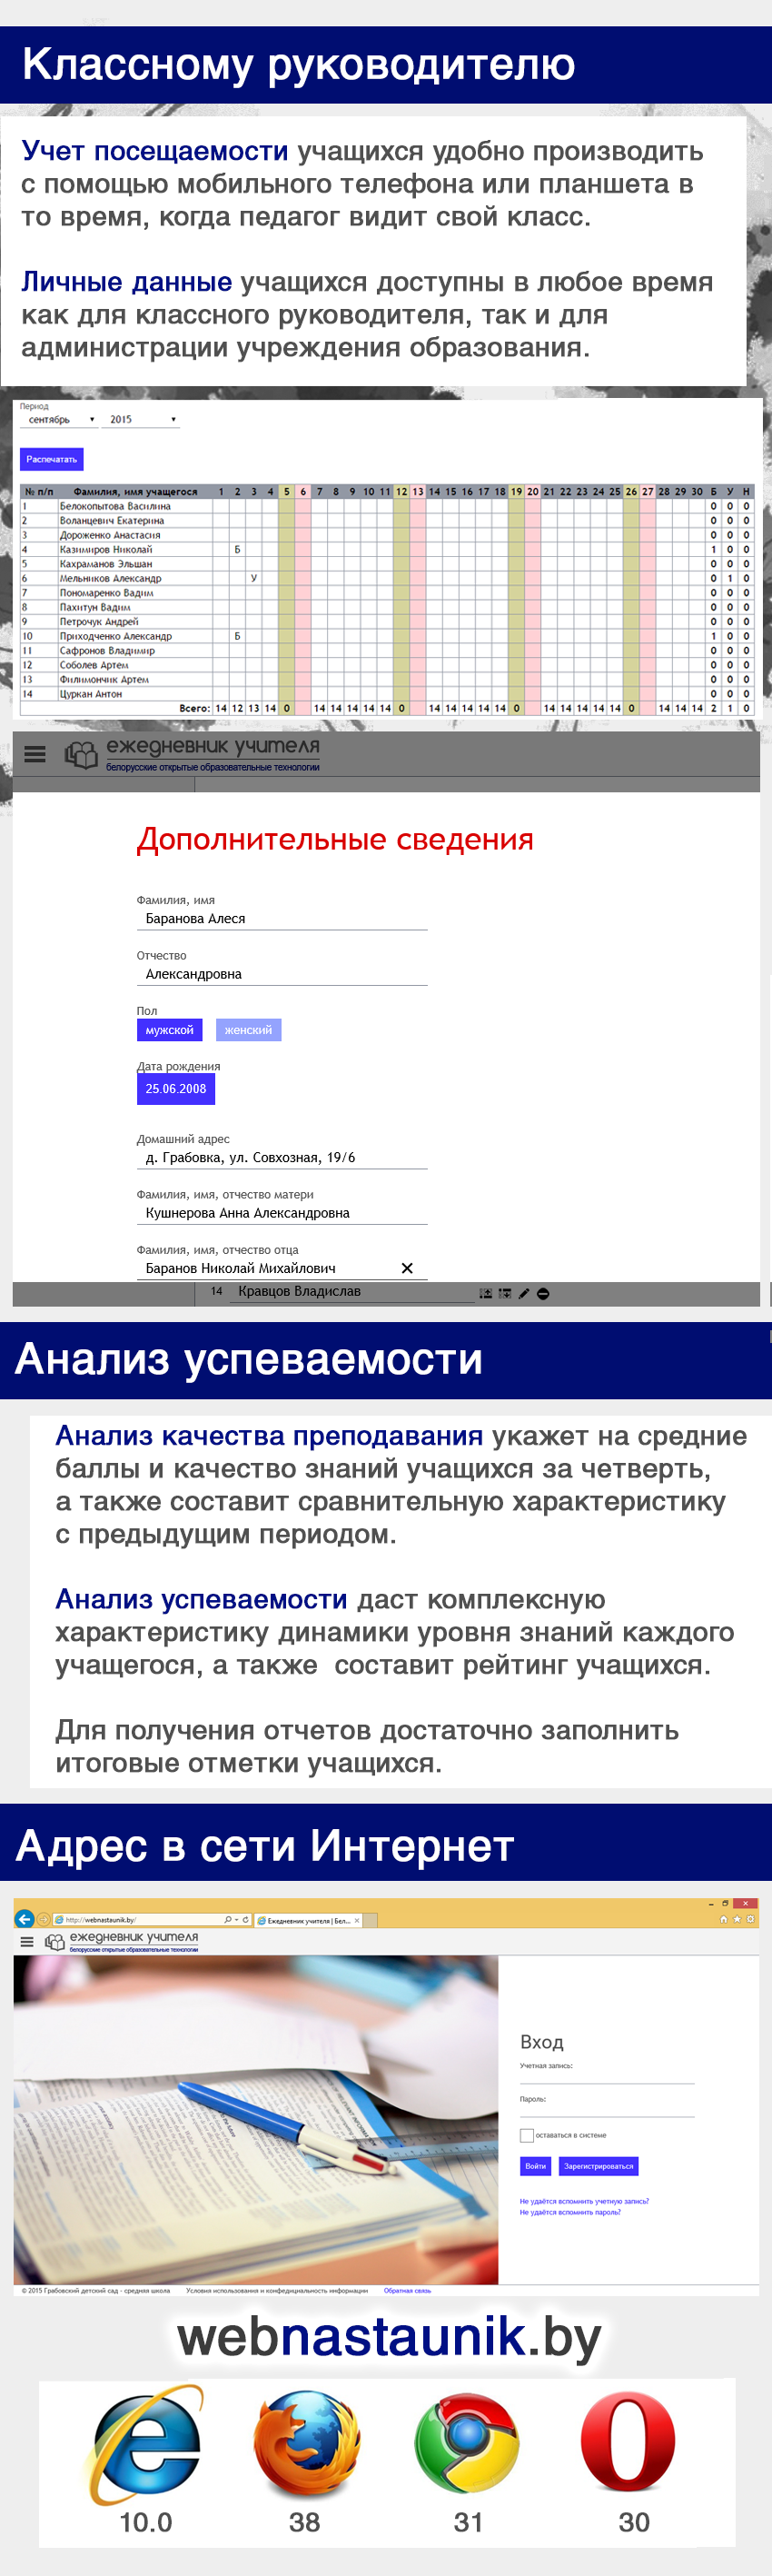 Классному руководителю
Учет посещаемости учащихся удобно производить
с помощью мобильного телефона или планшета в
то время, когда педагог видит свой класс.
Личные данные учащихся доступны в любое время
как для классного руководителя, так и для
администрации учреждения образования.
Период
сентябрь 2015
Распечатать
№ п/п Фамилия, имя учащегося 1 2 3 4 5 6 7 8 9 10 11 12 13 14 15 16 17 18 19 20 21 22 23 24 25 26 27 28 29 30 Б У Н
1 Белокопытова Василина 0 0 0
2 Воланцевич Екатерина 0 0 0
3 Дороженко Анастасия 0 0 0
4 Казимиров Николай Б 1 0 0
5 Кахраманов Эльшан 0 0 0
6 Мельников Александр У 0 1 0
7 Пономаренко Вадим 0 0 0
8 Пахитун Вадим 0 0 0
9 Петрочук Андрей 0 0 0
10 Приходченко Александр Б 1 0 0
11 Сафронов Владимир 0 0 0
12 Соболев Артем 0 0 0
13 Филимончик Артем 0 0 0
14 Цуркан Антон 0 0 0
Всего: 14 12 13 14 0 14 14 14 14 14 0 14 14 14 14 14 0 14 14 14 14 14 0 14 14 14 2 1 0
ежедневник учителя
белорусские открытые образовательные технологии
Дополнительные сведения
Фамилия, имя
Баранова Алеся
Отчество
Александровна
Пол
мужской женский
Дата рождения
25.06.2008
Домашний адрес
д. Грабовка, ул. Совхозная, 19/6
Фамилия, имя, отчество матери
Кушнерова Анна Александровна
Фамилия, имя, отчество отца
Баранов Николай Михайлович
14 Кравцов Владислав
Анализ успеваемости
Анализ качества преподавания укажет на средние
баллы и качество знаний учащихся за четверть,
а также составит сравнительную характеристику
с предыдущим периодом.
Анализ успеваемости даст комплексную
характеристику динамики уровня знаний каждого
учащегося, а также составит рейтинг учащихся.
Для получения отчетов достаточно заполнить
итоговые отметки учащихся.
Адрес в сети Интернет
http://webnastaunik.by/ Ежедневник учителя | Бел...
ежедневник учителя
белорусские открытые образовательные технологии
Вход
Учетная запись:
Пароль:
оставаться в системе
Войти Зарегистрироваться
Не удаётся вспомнить учетную запись?
Не удаётся вспомнить пароль?
© 2015 Грабовский детский сад - средняя школа Условия использования и конфедициальность информации Обратная связь
webnastaunik.by
10.0 38 31 30